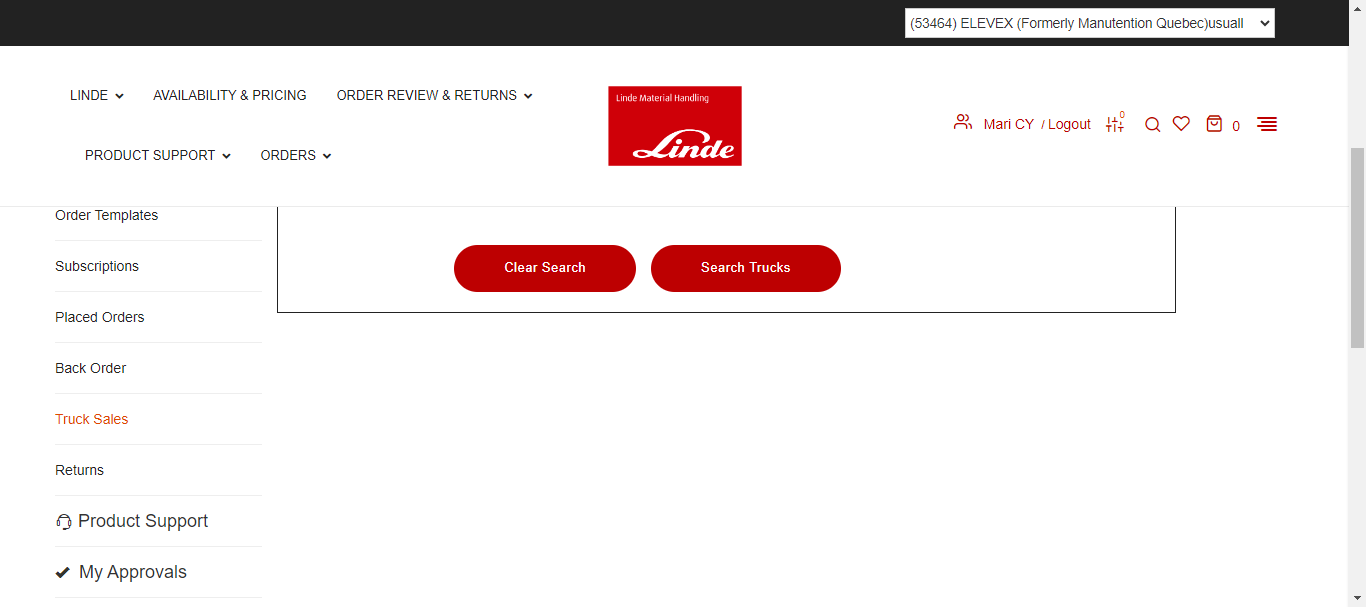 (53464) ELEVEX (Formerly Manutention Quebec)usuall
LINDE
AVAILABILITY & PRICING
ORDER REVIEW & RETURNS
PRODUCT SUPPORT
ORDERS
Linde Material Handling
Linde
Mari CY / Logout
0
0
Order Templates
Subscriptions
Placed Orders
Back Order
Truck Sales
Returns
Product Support
My Approvals
Clear Search
Search Trucks